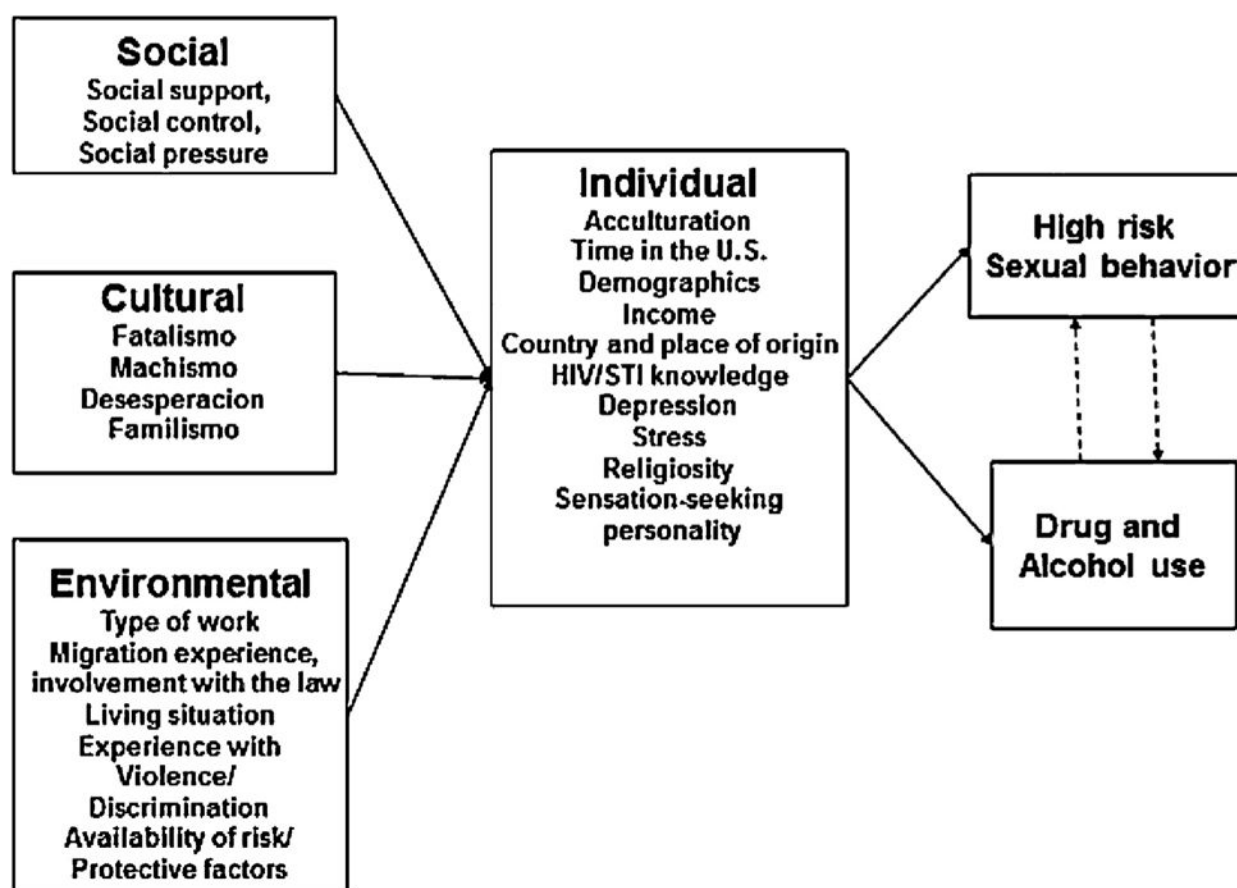 Social
Social support,
Social control,
Social pressure
Cultural
Fatalismo
Machismo
Desesperacion
Familismo
Environmental
Type of work
Migration experience,
involvement with the law
Living situation
Experience with
Violence/
Discrimination
Availability of risk/
Protective factors
Individual
Acculturation
Time in the U.S.
Demographics
Income
Country and place of origin
HIV/STI knowledge
Depression
Stress
Religiosity
Sensation-seeking
personality
High risk
Sexual behavior
Drug and
Alcohol use